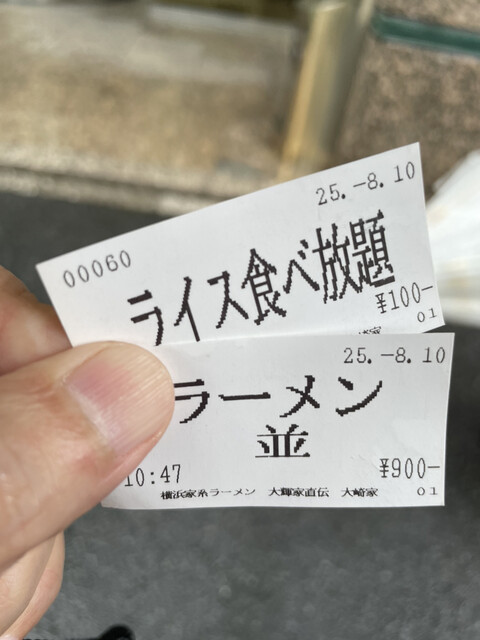 25.-8.10
00060
ライス食べ放題
¥100-
01
25.-8.10
ラーメン
並
10:47
¥900-
横浜家系ラーメン 大輝家直伝 大崎家
01